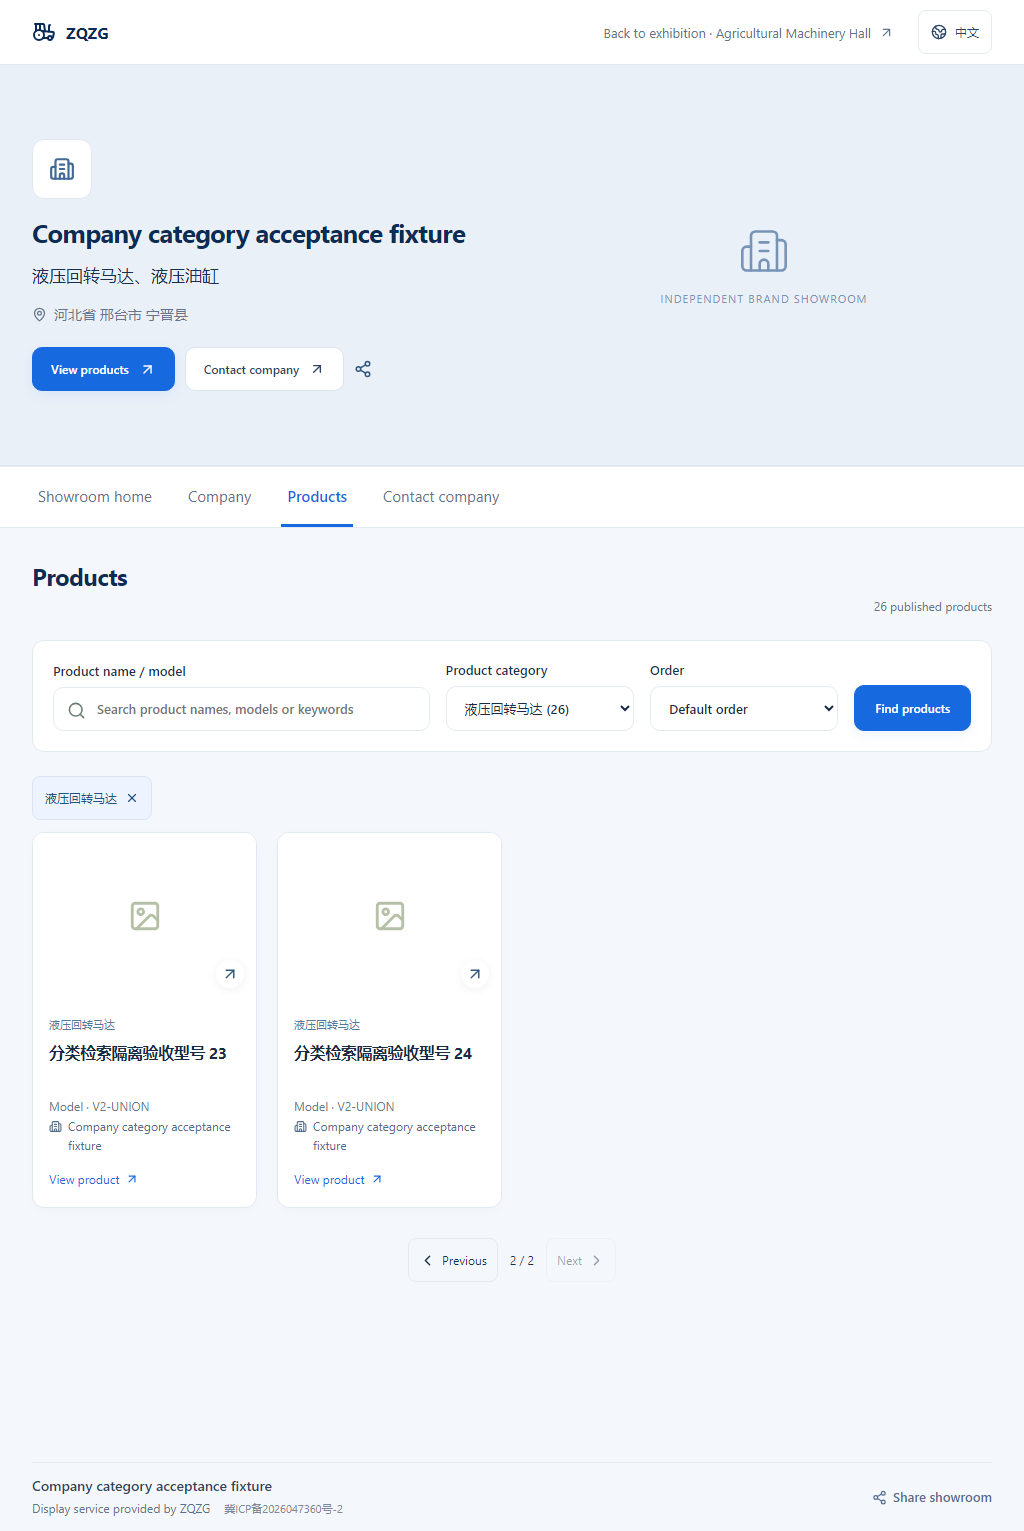 ZQZG
Back to exhibition · Agricultural Machinery Hall
中文
Company category acceptance fixture
液压回转马达、液压油缸
河北省 邢台市 宁晋县
View products
Contact company
INDEPENDENT BRAND SHOWROOM
Showroom home
Company
Products
Contact company
Products
26 published products
Product name / model
Product category
Order
Search product names, models or keywords
液压回转马达 (26)
Default order
Find products
液压回转马达
液压回转马达
分类检索隔离验收型号 23
Model · V2-UNION
Company category acceptance
fixture
View product
液压回转马达
分类检索隔离验收型号 24
Model · V2-UNION
Company category acceptance
fixture
View product
Previous
2 / 2
Next
Company category acceptance fixture
Display service provided by ZQZG
冀ICP备2026047360号-2
Share showroom